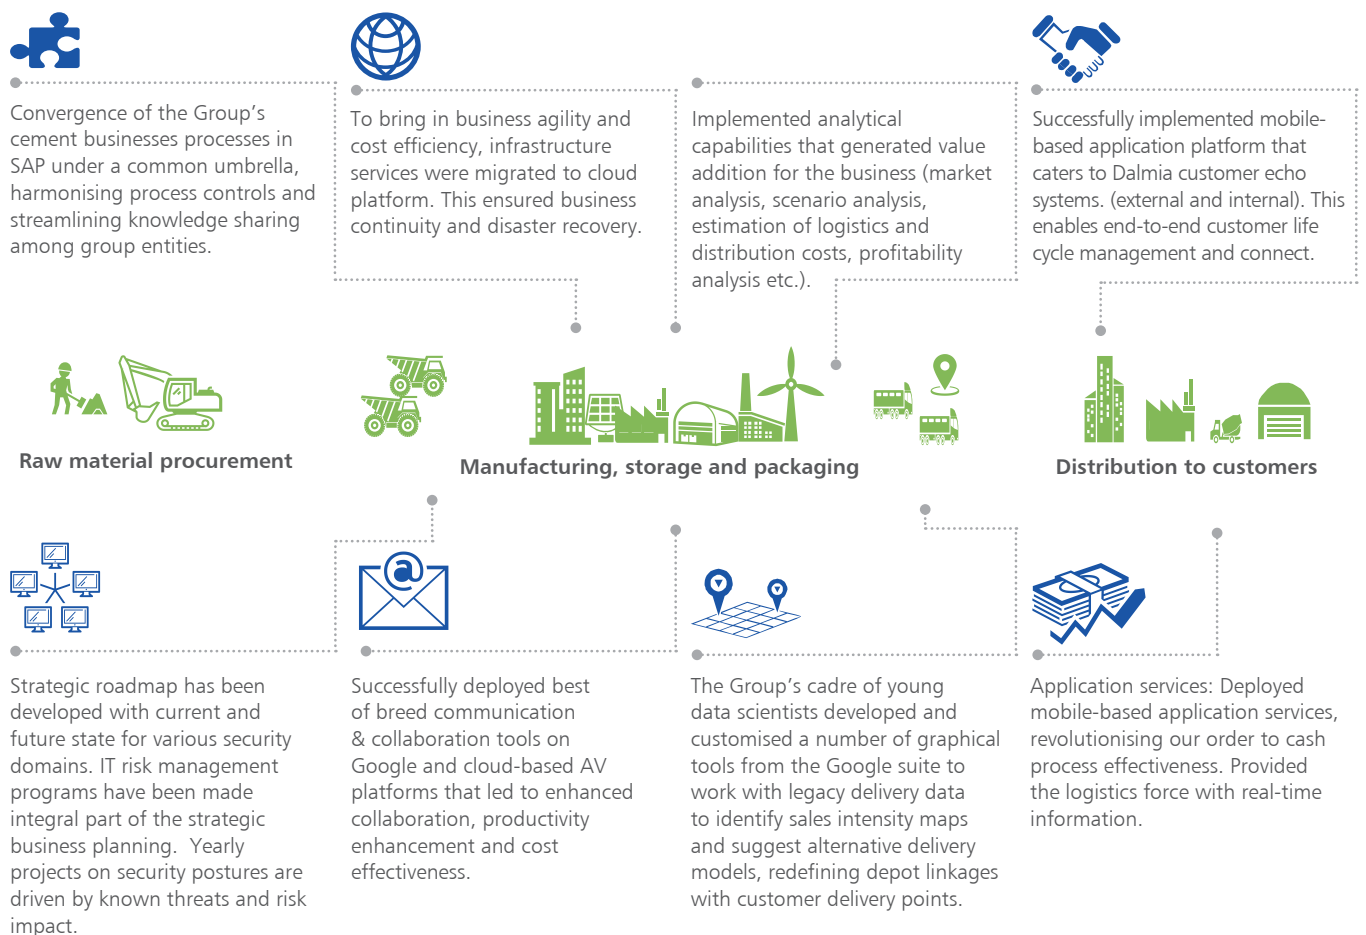 Convergence of the Group's
cement businesses processes in
SAP under a common umbrella,
harmonising process controls and
streamlining knowledge sharing
among group entities.
To bring in business agility and
cost efficiency, infrastructure
services were migrated to cloud
platform. This ensured business
continuity and disaster recovery.
Implemented analytical
capabilities that generated value
addition for the business (market
analysis, scenario analysis,
estimation of logistics and
distribution costs, profitability
analysis etc.).
Successfully implemented mobile-
based application platform that
caters to Dalmia customer echo
systems. (external and internal). This
enables end-to-end customer life
cycle management and connect.
Raw material procurement
Manufacturing, storage and packaging
Distribution to customers
Strategic roadmap has been
developed with current and
future state for various security
domains. IT risk management
programs have been made
integral part of the strategic
business planning.  Yearly
projects on security postures are
driven by known threats and risk
impact.
Successfully deployed best
of breed communication
& collaboration tools on
Google and cloud-based AV
platforms that led to enhanced
collaboration, productivity
enhancement and cost
effectiveness.
The Group's cadre of young
data scientists developed and
customised a number of graphical
tools from the Google suite to
work with legacy delivery data
to identify sales intensity maps
and suggest alternative delivery
models, redefining depot linkages
with customer delivery points.
Application services: Deployed
mobile-based application services,
revolutionising our order to cash
process effectiveness. Provided
the logistics force with real-time
information.